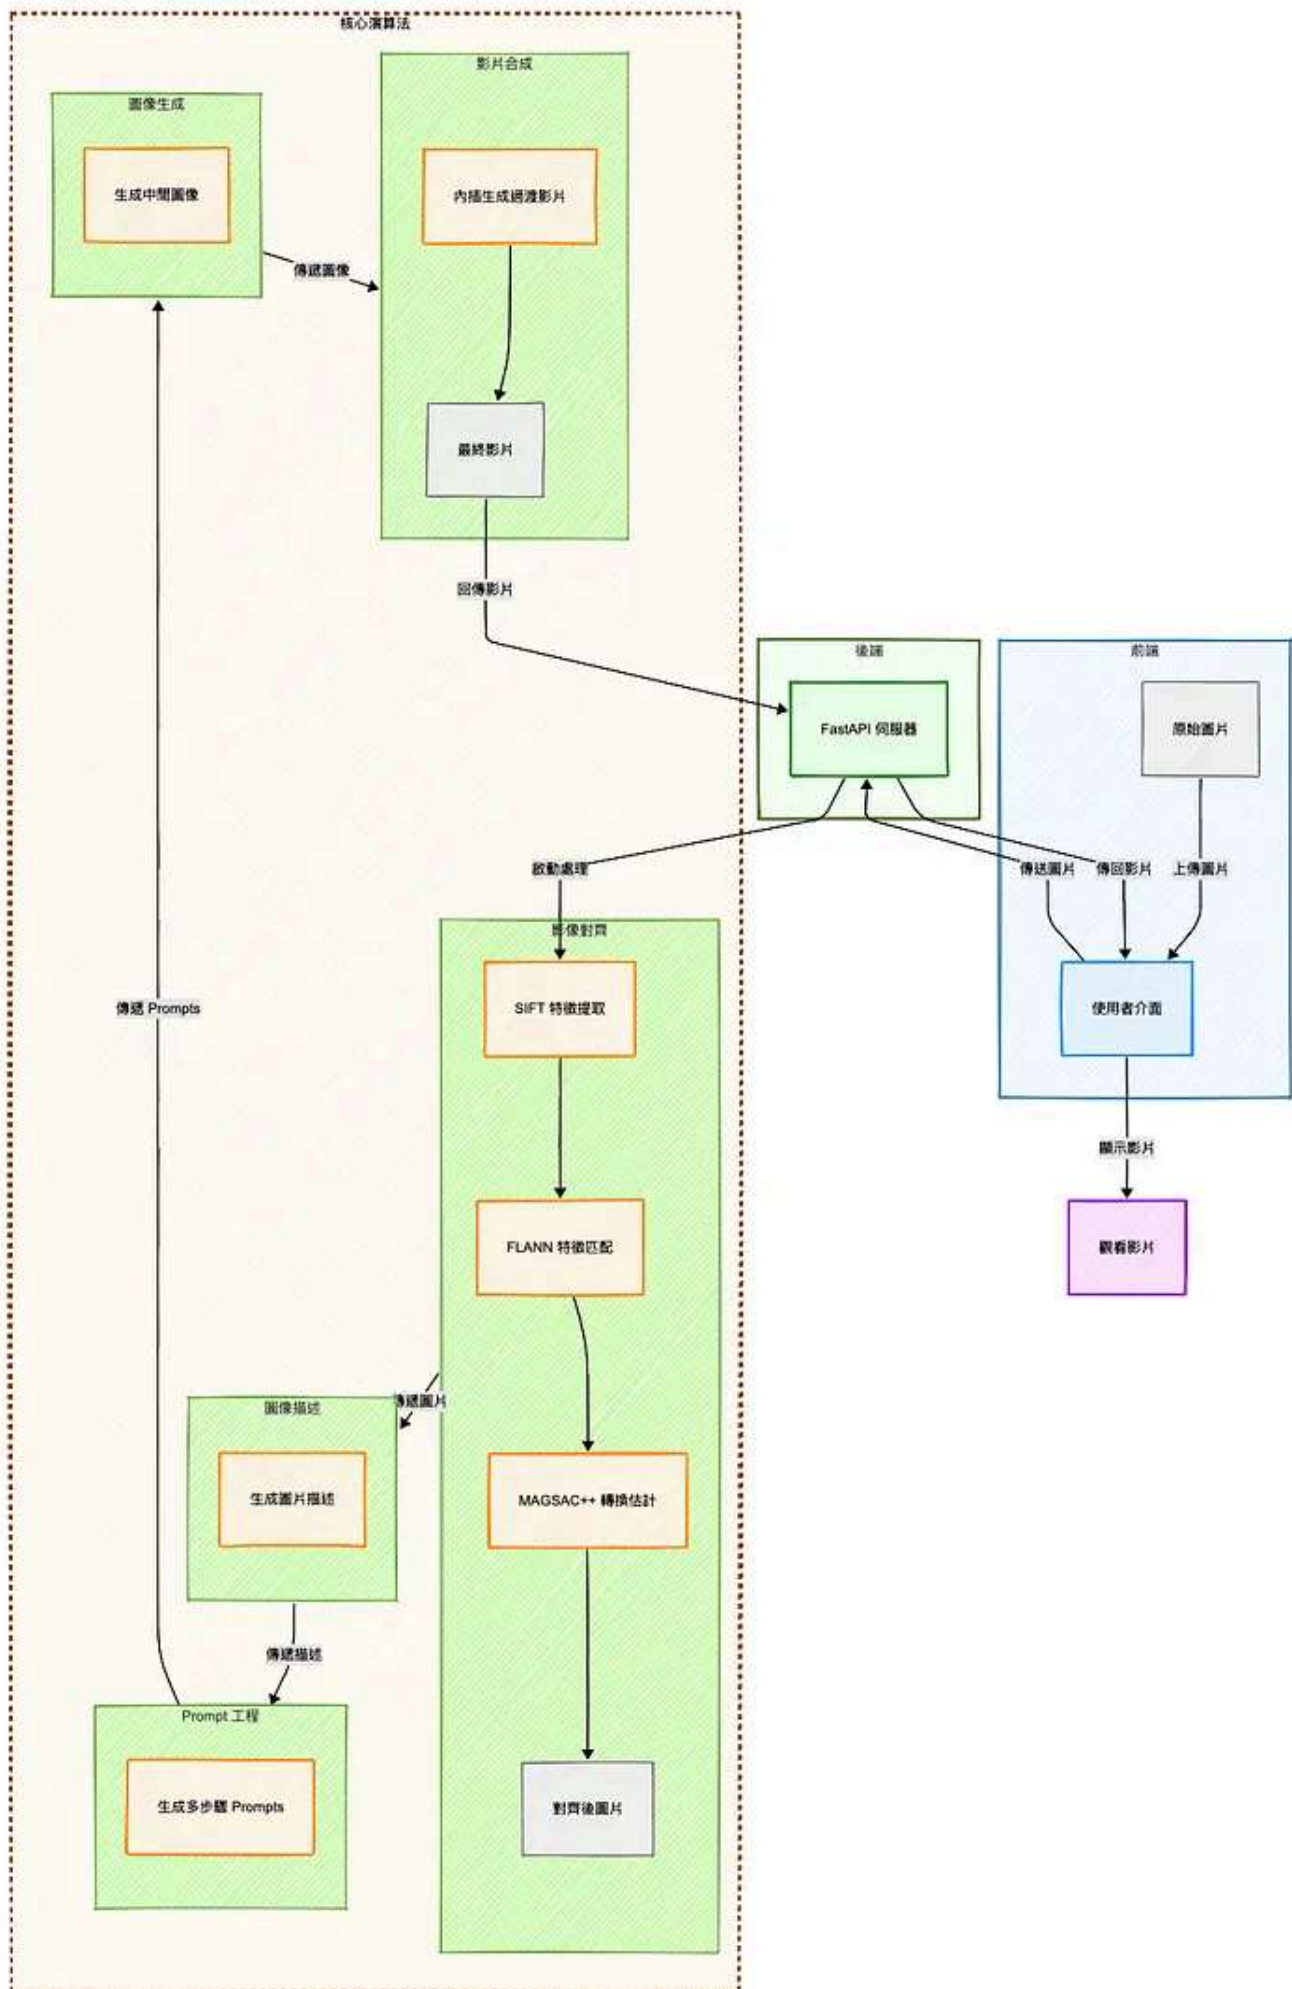 核心演算法
影片合成
圖像生成
生成中間圖像
內插生成過渡影片
傳遞圖像
最終影片
回傳影片
後端
前端
FastAPI 伺服器
原始圖片
啟動處理
傳送圖片
傳回影片
上傳圖片
影像對齊
SIFT 特徵提取
使用者介面
傳遞 Prompts
顯示影片
FLANN 特徵匹配
觀看影片
傳遞圖片
圖像描述
生成圖片描述
MAGSAC++ 轉換估計
傳遞描述
Prompt 工程
生成多步驟 Prompts
對齊後圖片